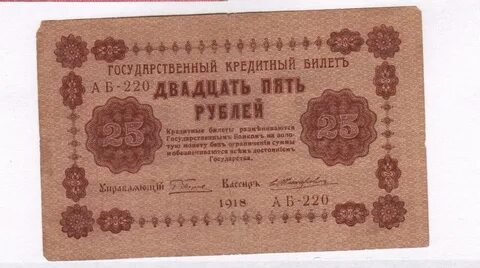 ГОСУДАРСТВЕННЫЙ КРЕДИТНЫЙ БИЛЕТЪ
АБ-220 ДВАДЦАТЬ ПЯТЬ
РУБЛЕЙ
25 25
Кредитные билеты размѣниваются
Государственнымъ Банкомъ на золо-
тую монету безъ ограниченія суммы
и обезпечиваются всѣмъ достояніемъ
Государства.
Управляющій Кассиръ
1918 АБ-220